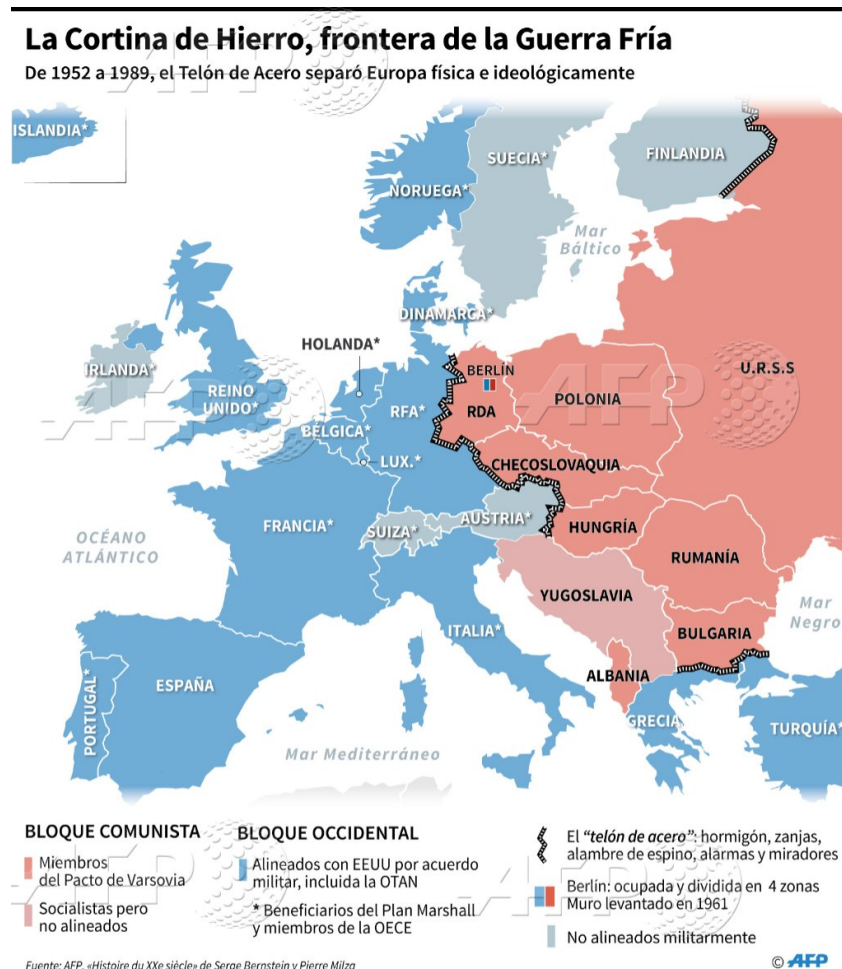 La Cortina de Hierro, frontera de la Guerra Fría
De 1952 a 1989, el Telón de Acero separó Europa física e ideológicamente
ISLANDIA*
NORUEGA*
SUECIA*
FINLANDIA
Mar
Báltico
DINAMARCA*
HOLANDA*
IRLANDA*
REINO
UNIDO*
BÉLGICA*
LUX.*
RFA*
BERLÍN
RDA
POLONIA
U.R.S.S
CHECOSLOVAQUIA
OCÉANO
ATLÁNTICO
FRANCIA*
SUIZA*
AUSTRIA*
HUNGRÍA
RUMANÍA
YUGOSLAVIA
Mar
Negro
ITALIA*
BULGARIA
ALBANIA
PORTUGAL*
ESPAÑA
GRECIA
TURQUÍA*
Mar Mediterráneo
AFP
AFP
AFP
AFP
AFP
BLOQUE COMUNISTA
Miembros
del Pacto de Varsovia
Socialistas pero
no alineados
BLOQUE OCCIDENTAL
Alineados con EEUU por acuerdo
militar, incluida la OTAN
* Beneficiarios del Plan Marshall
y miembros de la OECE
El "telón de acero": hormigón, zanjas,
alambre de espino, alarmas y miradores
Berlín: ocupada y dividida en 4 zonas
Muro levantado en 1961
No alineados militarmente
Fuente: AFP, «Histoire du XXe siècle» de Serge Bernstein y Pierre Milza
© AFP